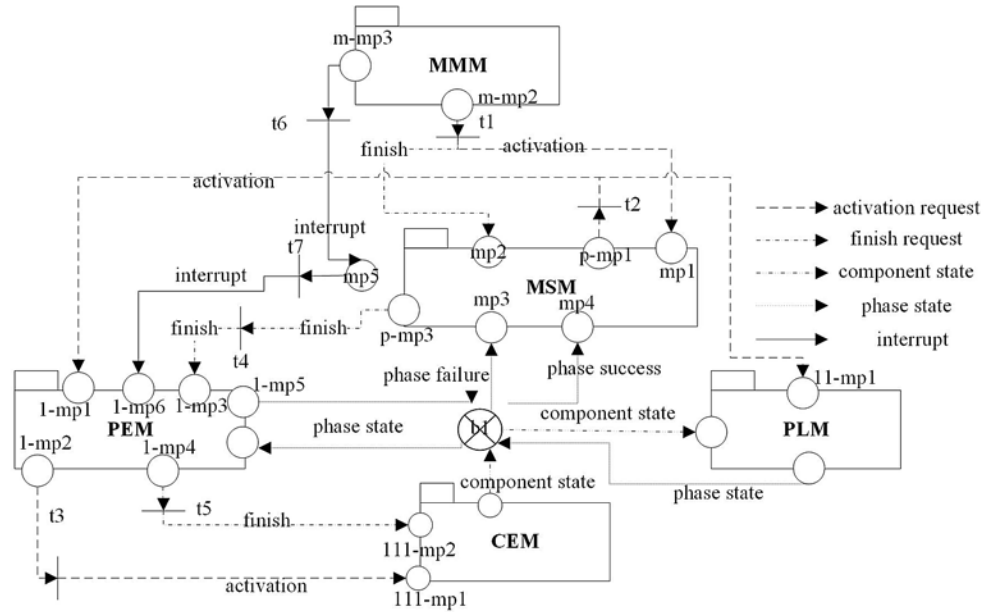 m-mp3
MMM
m-mp2
t6
t1
finish
activation
activation
t2
activation request
interrupt
t7
finish request
mp2
p-mp1
mp1
interrupt
mp5
MSM
component state
mp3
mp4
phase state
finish
finish
p-mp3
interrupt
t4
phase failure
phase success
1-mp5
11-mp1
1-mp1
1-mp6
1-mp3
component state
PEM
phase state
b1
PLM
1-mp2
1-mp4
component state
phase state
t3
t5
finish
CEM
111-mp2
activation
111-mp1